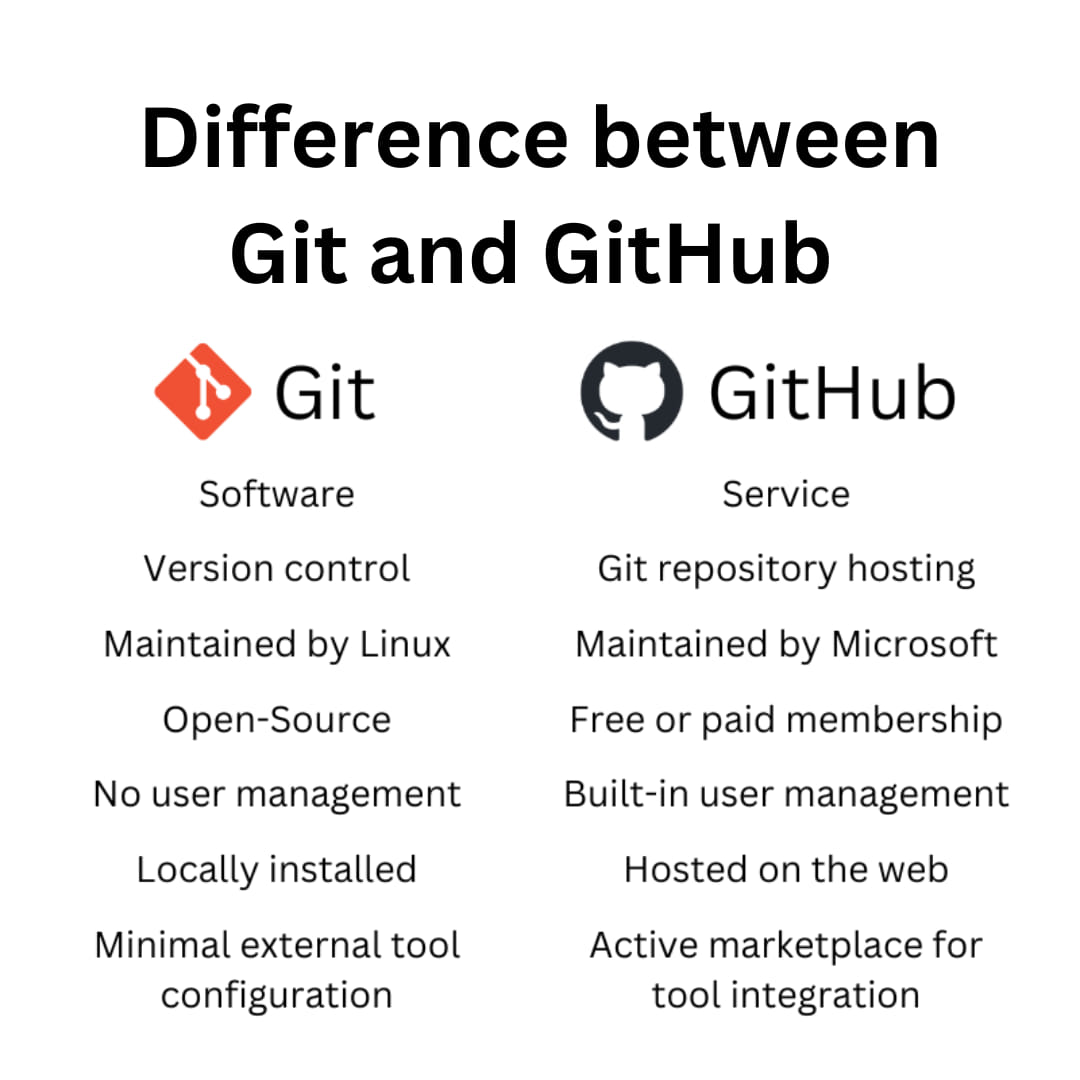 Difference between
Git and GitHub
Git
GitHub
Software
Service
Version control
Git repository hosting
Maintained by Linux
Maintained by Microsoft
Open-Source
Free or paid membership
No user management
Built-in user management
Locally installed
Hosted on the web
Minimal external tool
configuration
Active marketplace for
tool integration